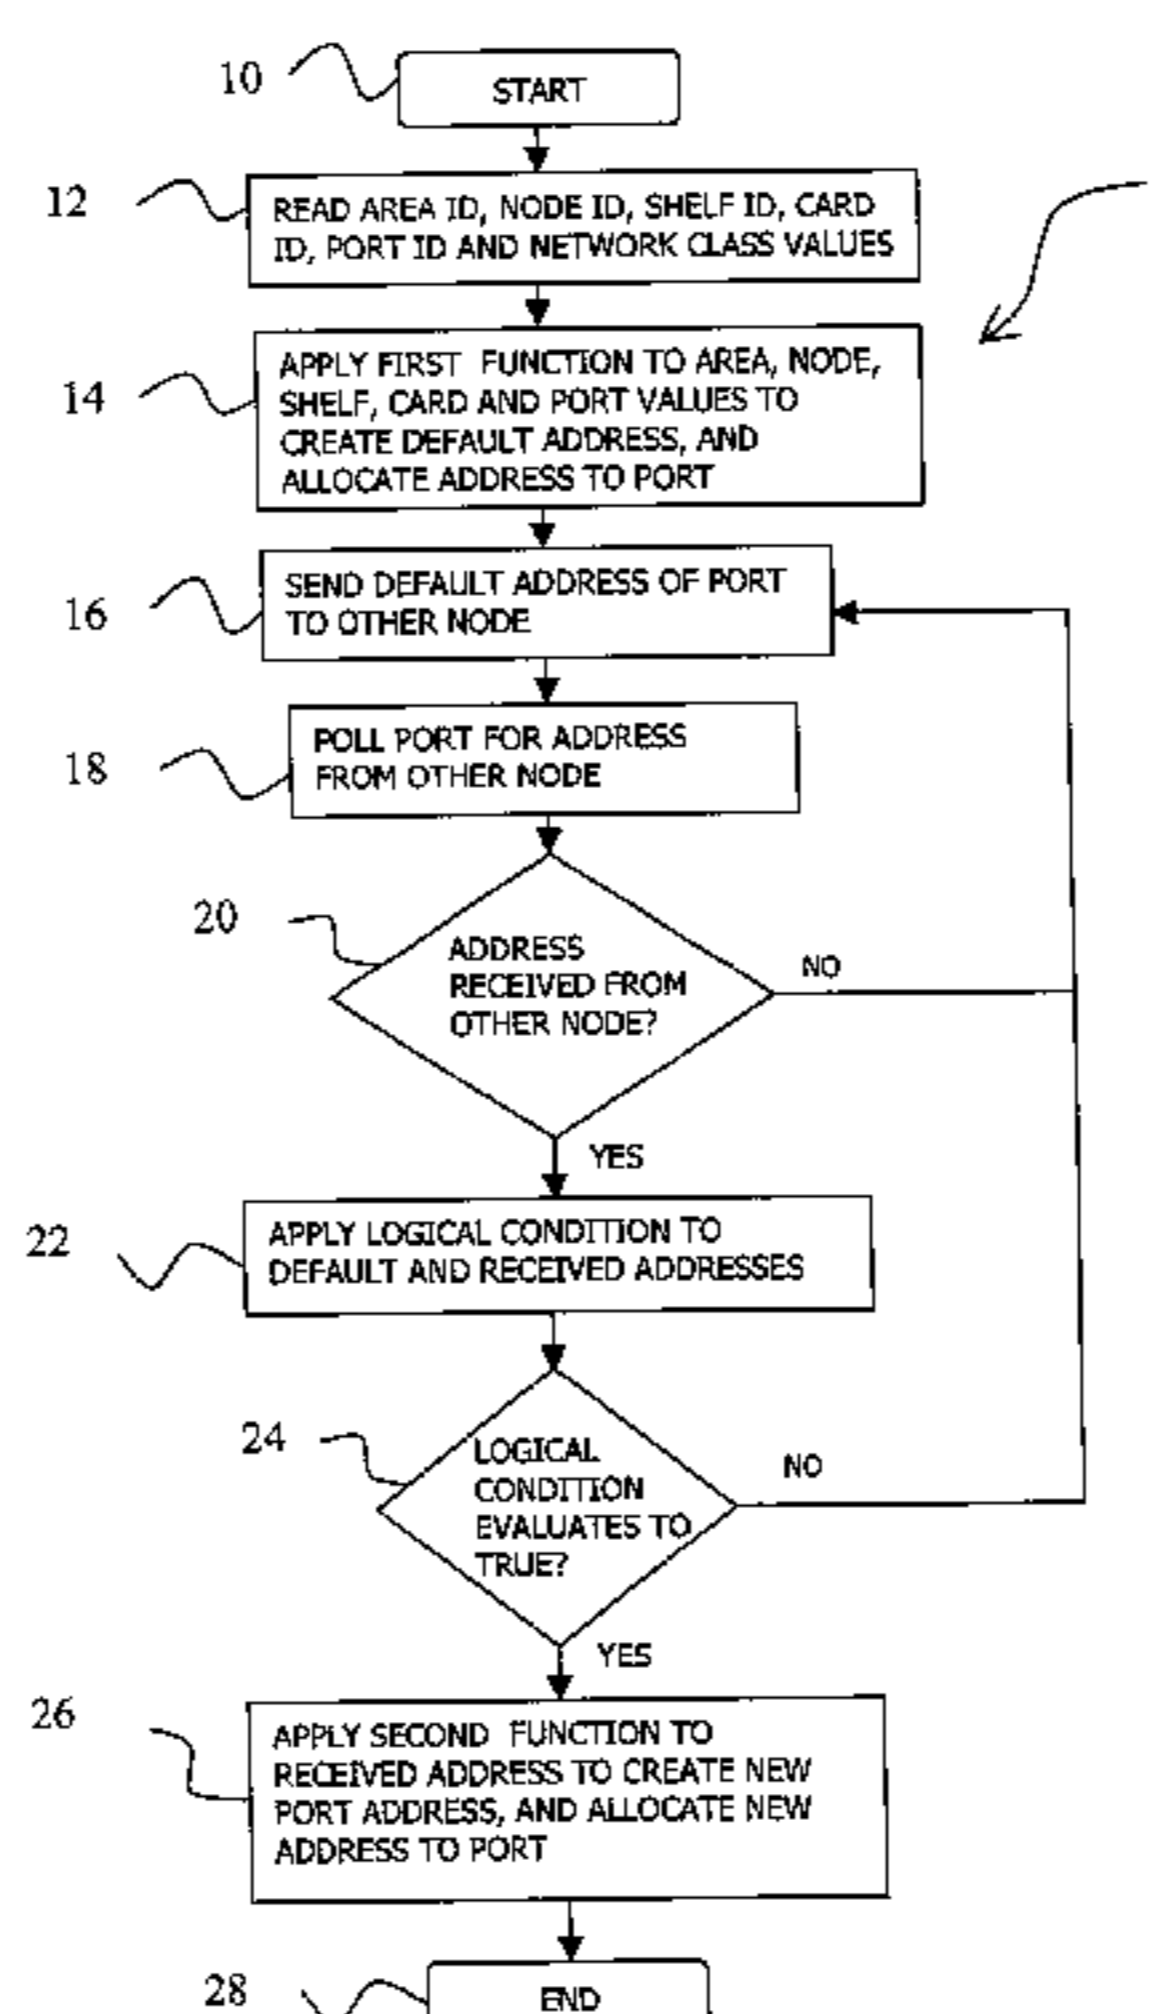 10
START
12
READ AREA ID, NODE ID, SHELF ID, CARD
ID, PORT ID AND NETWORK CLASS VALUES
14
APPLY FIRST FUNCTION TO AREA, NODE,
SHELF, CARD AND PORT VALUES TO
CREATE DEFAULT ADDRESS, AND
ALLOCATE ADDRESS TO PORT
16
SEND DEFAULT ADDRESS OF PORT
TO OTHER NODE
18
POLL PORT FOR ADDRESS
FROM OTHER NODE
20
ADDRESS
RECEIVED FROM
OTHER NODE?
NO
YES
22
APPLY LOGICAL CONDITION TO
DEFAULT AND RECEIVED ADDRESSES
24
LOGICAL
CONDITION
EVALUATES TO
TRUE?
NO
YES
26
APPLY SECOND FUNCTION TO
RECEIVED ADDRESS TO CREATE NEW
PORT ADDRESS, AND ALLOCATE NEW
ADDRESS TO PORT
28
END